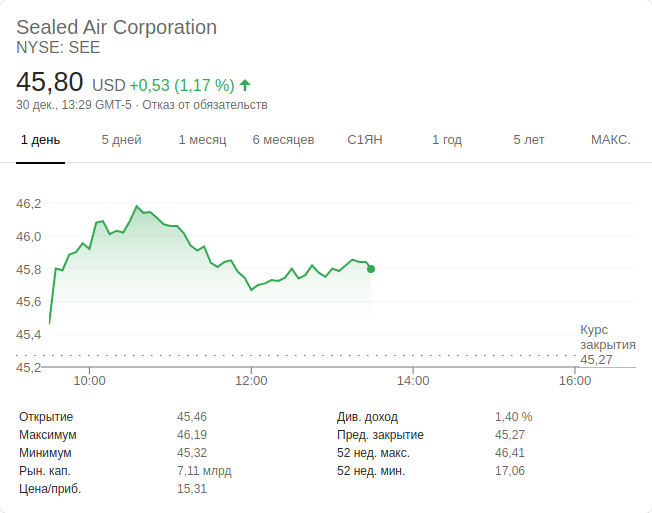 Sealed Air Corporation
NYSE: SEE
45,80 USD +0,53 (1,17 %)
30 дек., 13:29 GMT-5 · Отказ от обязательств
1 день 5 дней 1 месяц 6 месяцев С1ЯН 1 год 5 лет МАКС.
46,2
46,0
45,8
45,6
45,4
Курс
закрытия
45,27
45,2
10:00 12:00 14:00 16:00
Открытие 45,46 Див. доход 1,40 %
Максимум 46,19 Пред. закрытие 45,27
Минимум 45,32 52 нед. макс. 46,41
Рын. кап. 7,11 млрд 52 нед. мин. 17,06
Цена/приб. 15,31